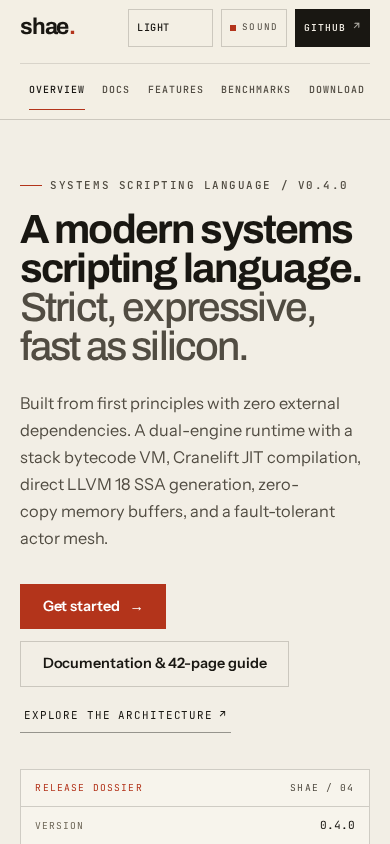 shae.
LIGHT
SOUND
GITHUB ↗
OVERVIEW DOCS FEATURES BENCHMARKS DOWNLOAD
SYSTEMS SCRIPTING LANGUAGE / V0.4.0
A modern systems
scripting language.
Strict, expressive,
fast as silicon.
Built from first principles with zero external
dependencies. A dual-engine runtime with a
stack bytecode VM, Cranelift JIT compilation,
direct LLVM 18 SSA generation, zero-
copy memory buffers, and a fault-tolerant
actor mesh.
Get started →
Documentation & 42-page guide
EXPLORE THE ARCHITECTURE ↗
RELEASE DOSSIER SHAE / 04
VERSION 0.4.0